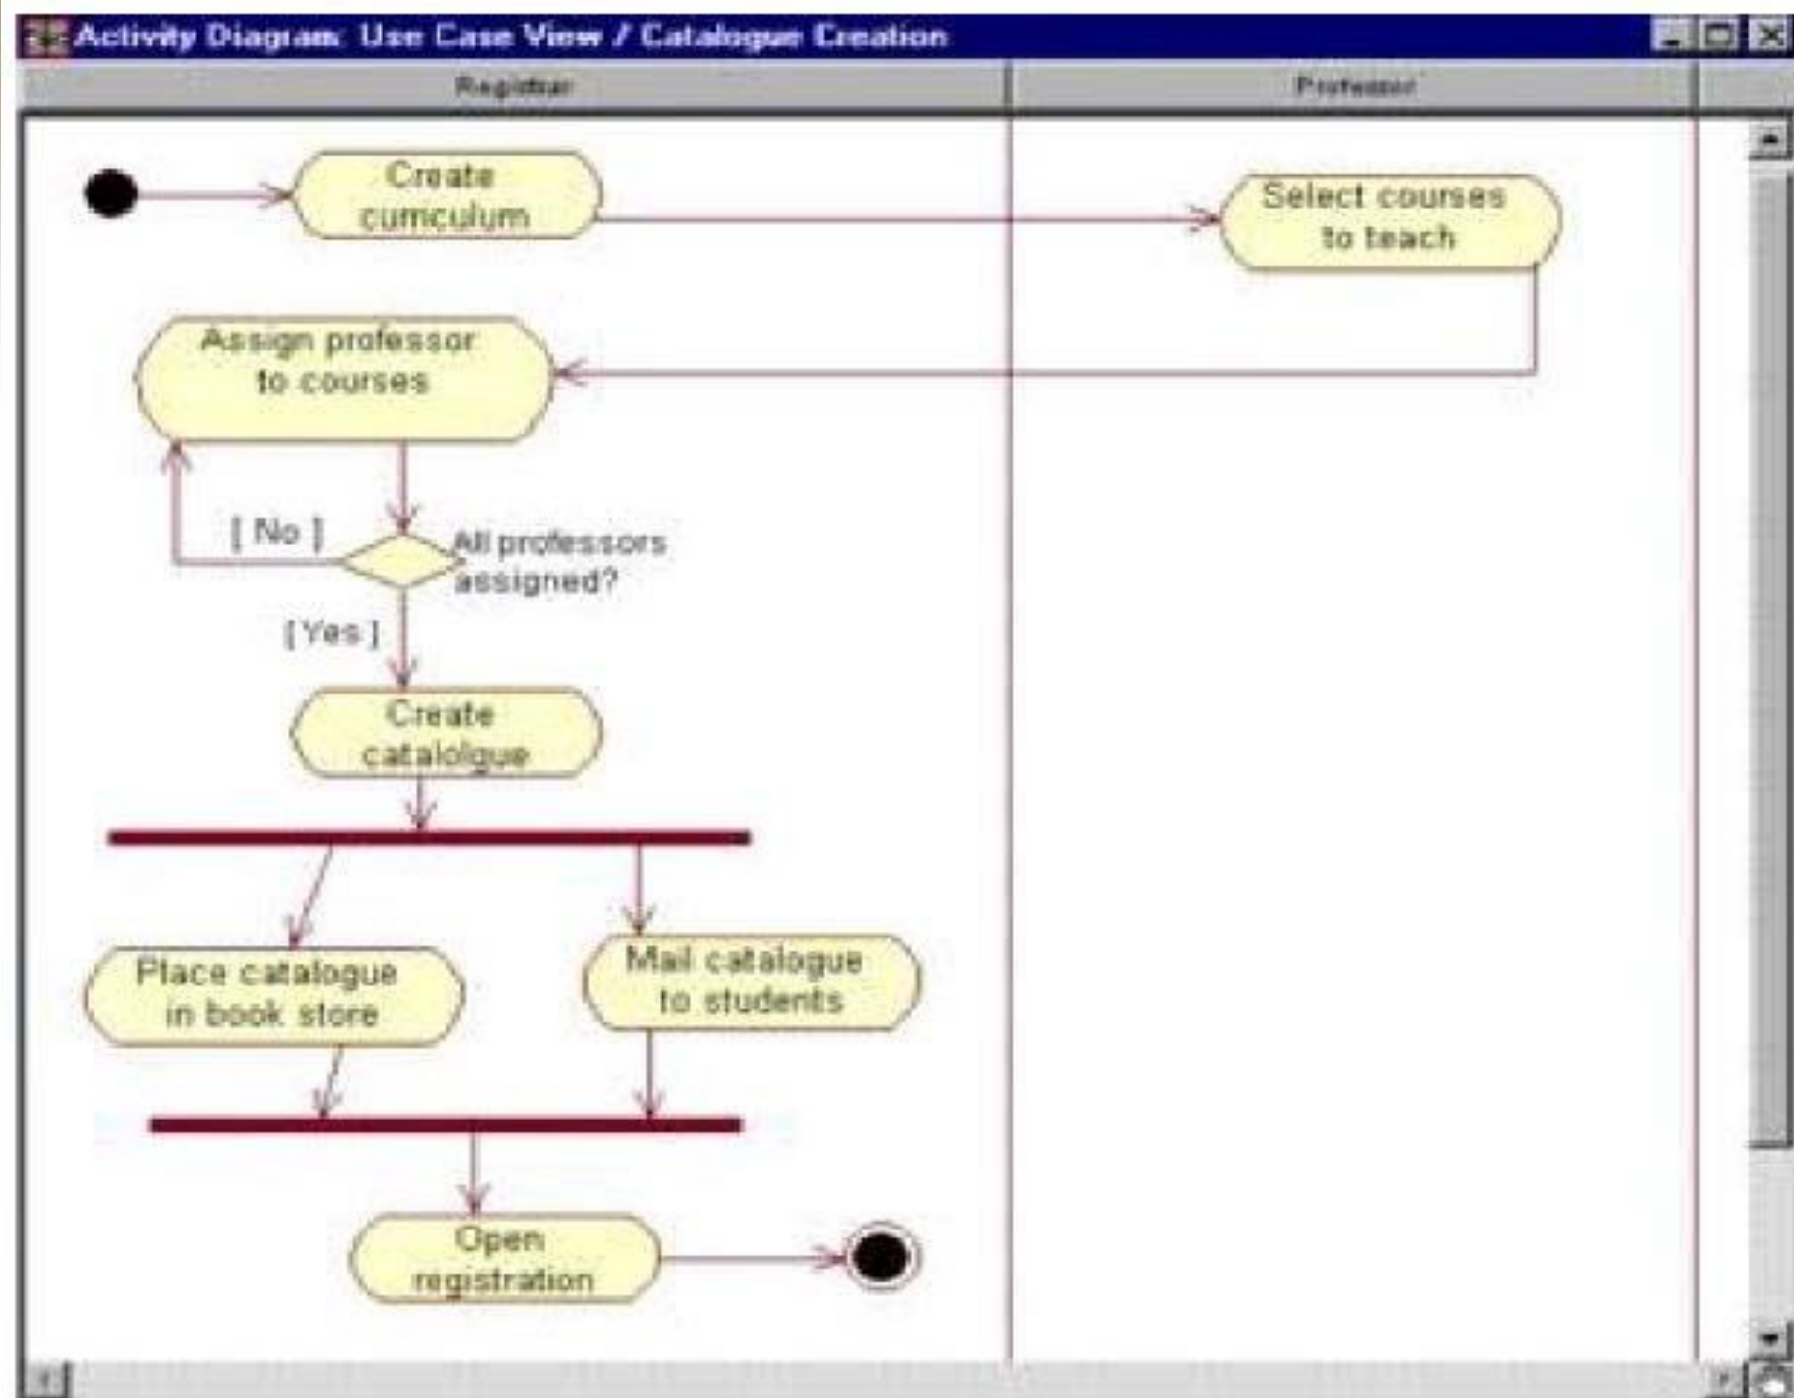 Activity Diagram: Use Case View / Catalogue Creation
Registrar
Professor
Create
curriculum
Select courses
to teach
Assign professor
to courses
[ No ]
All professors
assigned?
[ Yes ]
Create
catalolgue
Place catalogue
in book store
Mail catalogue
to students
Open
registration